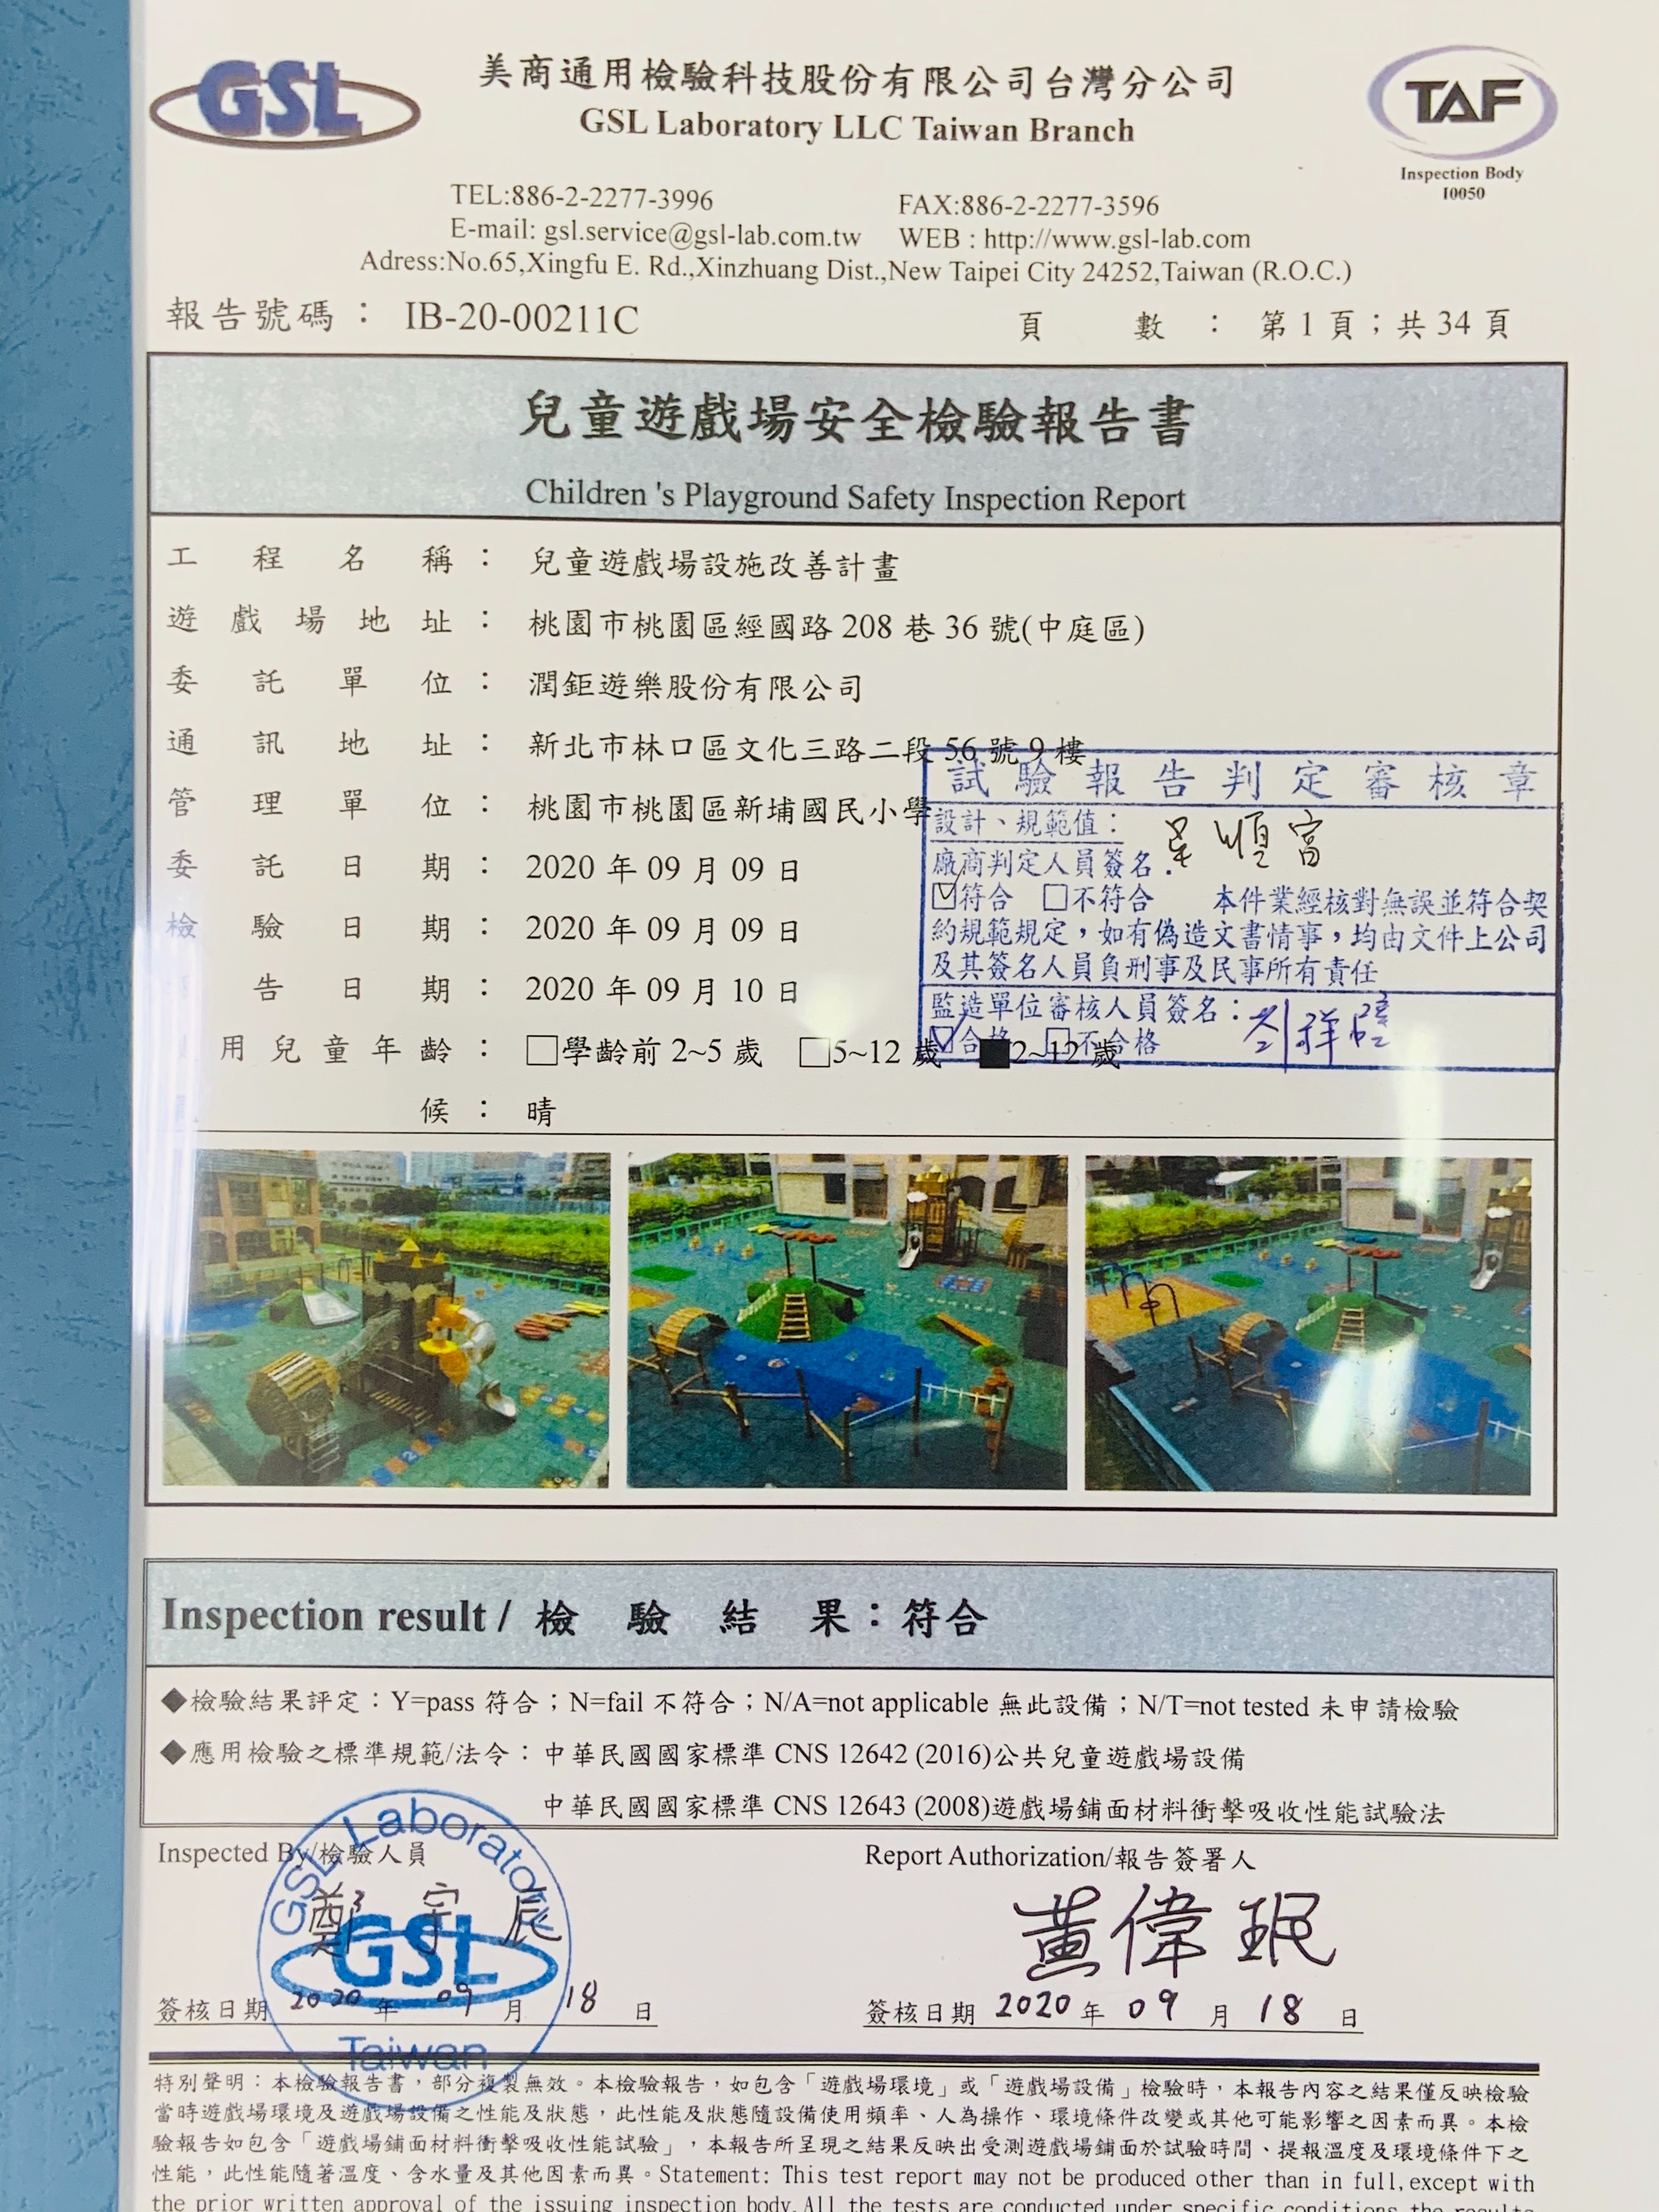 GSL
美商通用檢驗科技股份有限公司台灣分公司
GSL Laboratory LLC Taiwan Branch
TAF
Inspection Body
I0050
TEL:886-2-2277-3996 FAX:886-2-2277-3596
E-mail: gsl.service@gsl-lab.com.tw WEB : http://www.gsl-lab.com
Adress:No.65,Xingfu E. Rd.,Xinzhuang Dist.,New Taipei City 24252,Taiwan (R.O.C.)
報告號碼： IB-20-00211C 頁數：第1頁；共34頁
兒童遊戲場安全檢驗報告書
Children 's Playground Safety Inspection Report
工程名稱：兒童遊戲場設施改善計畫
遊戲場地址：桃園市桃園區經國路 208 巷 36 號(中庭區)
委託單位：潤鉅遊樂股份有限公司
通訊地址：新北市林口區文化三路二段 56 號 9 樓
管理單位：桃園市桃園區新埔國民小學
委託日期：2020 年 09 月 09 日
檢驗日期：2020 年 09 月 09 日
告日期：2020 年 09 月 10 日
用兒童年齡：□學齡前 2~5 歲 □5~12 歲 ■2~12 歲
候：晴
試驗報告判定審核章
設計、規範值：
廠商判定人員簽名：
☑符合 □不符合 本件業經核對無誤並符合契
約規範規定，如有偽造文書情事，均由文件上公司
及其簽名人員負刑事及民事所有責任
監造單位審核人員簽名：
☑合格 □不合格
Inspection result / 檢驗結果：符合
◆檢驗結果評定：Y=pass 符合；N=fail 不符合；N/A=not applicable 無此設備；N/T=not tested 未申請檢驗
◆應用檢驗之標準規範/法令：中華民國國家標準 CNS 12642 (2016)公共兒童遊戲場設備
中華民國國家標準 CNS 12643 (2008)遊戲場鋪面材料衝擊吸收性能試驗法
Inspected By/檢驗人員 Report Authorization/報告簽署人
鄭宇辰 黃偉珉
GSL Laboratory
GSL
Taiwan
簽核日期 2020 年 09 月 18 日 簽核日期 2020 年 09 月 18 日
特別聲明：本檢驗報告書，部分複製無效。本檢驗報告，如包含「遊戲場環境」或「遊戲場設備」檢驗時，本報告內容之結果僅反映檢驗
當時遊戲場環境及遊戲場設備之性能及狀態，此性能及狀態隨設備使用頻率、人為操作、環境條件改變或其他可能影響之因素而異。本檢
驗報告如包含「遊戲場鋪面材料衝擊吸收性能試驗」，本報告所呈現之結果反映出受測遊戲場鋪面於試驗時間、提報溫度及環境條件下之
性能，此性能隨著溫度、含水量及其他因素而異。Statement: This test report may not be produced other than in full,except with
the prior written approval of the issuing inspection body.All the tests are conducted under specific conditions,the results